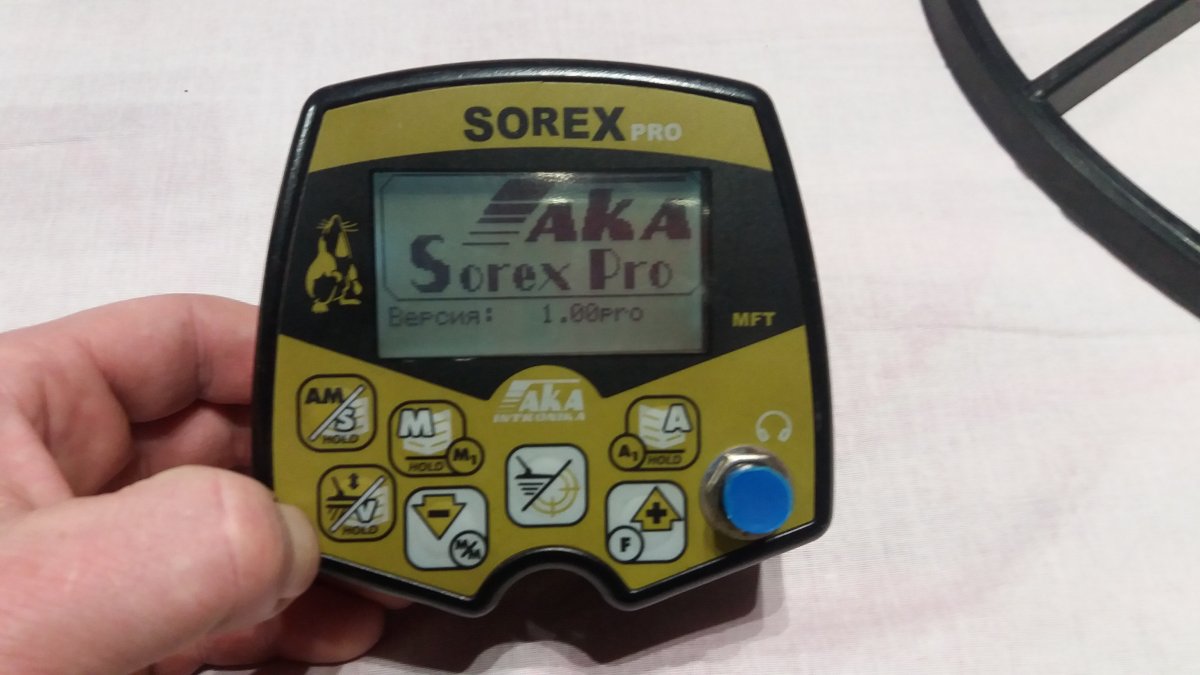 SOREX PRO
AKA
Sorex Pro
Версия: 1.00pro
MFT
AKA
INTRONIKA
AM
S
HOLD
M
HOLD M1
A
A1 HOLD
V
HOLD
-
M/M
+
F